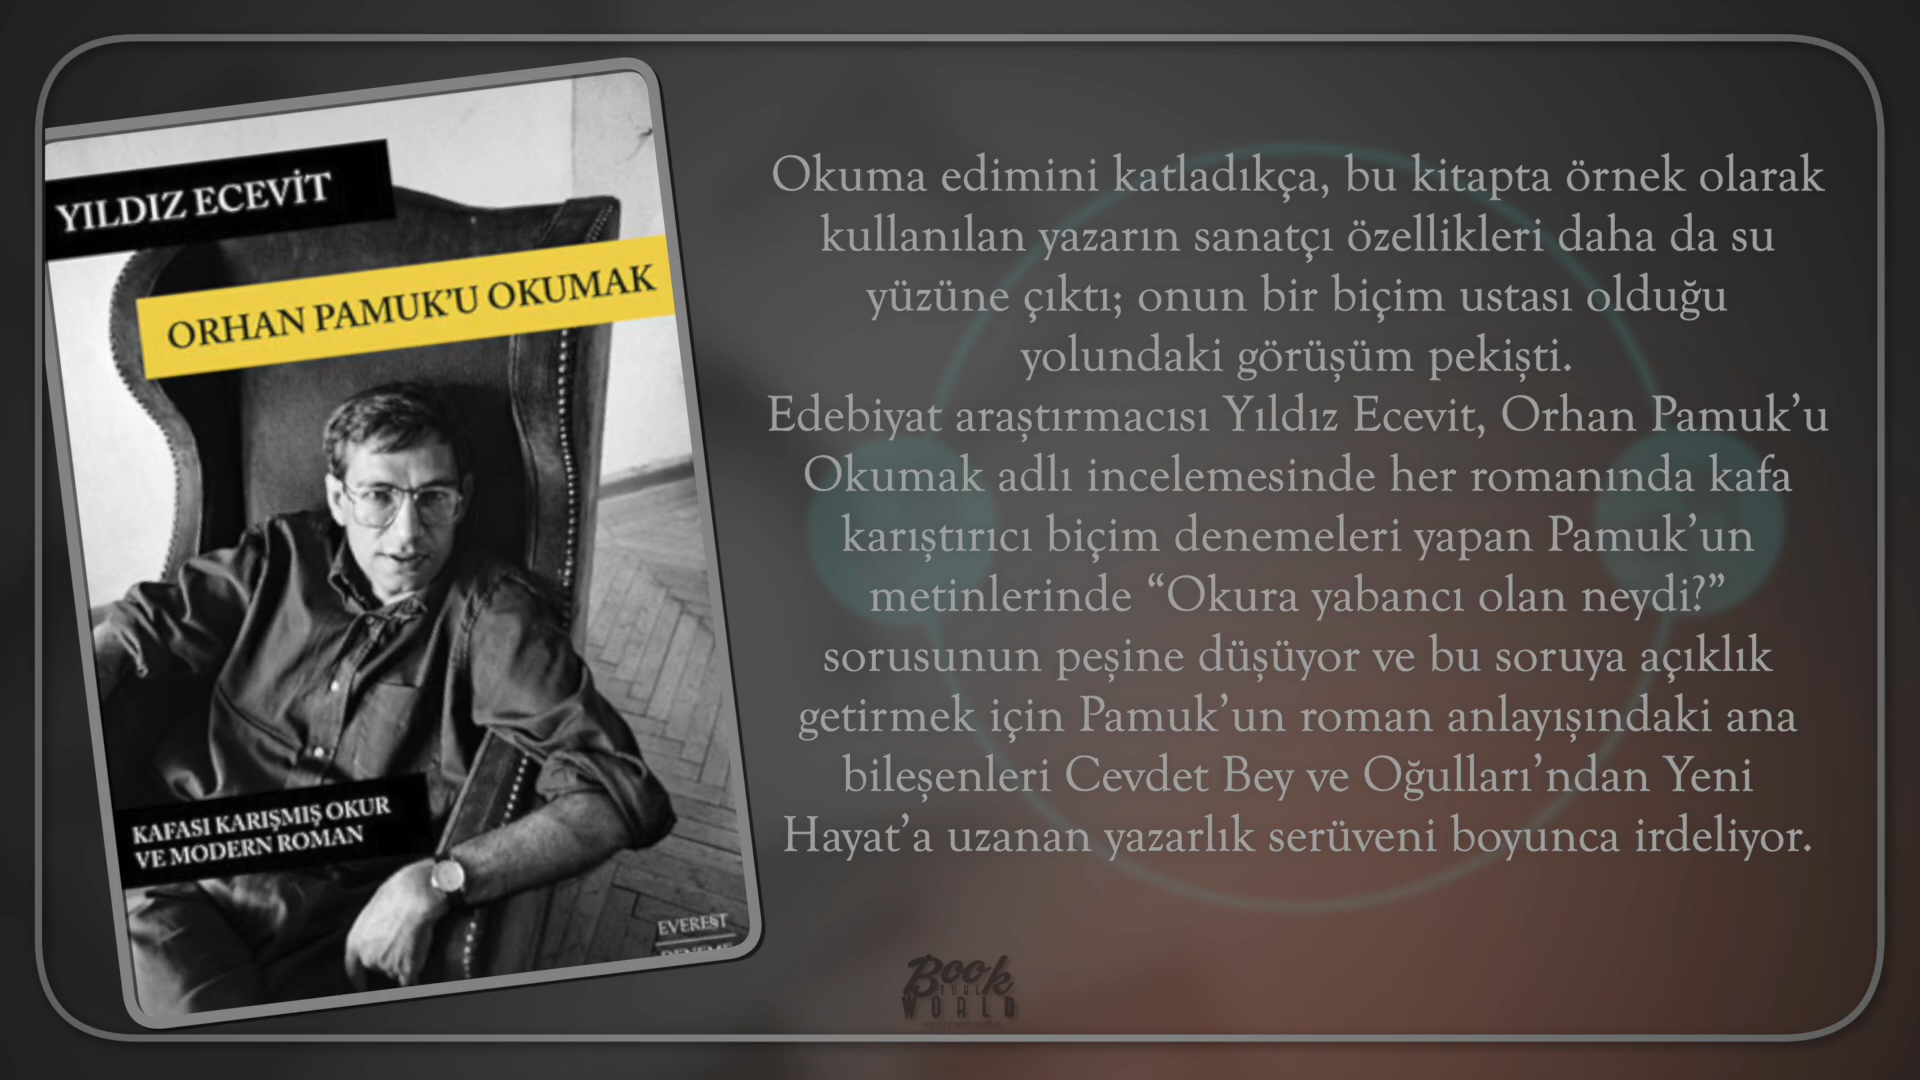 YILDIZ ECEVİT
ORHAN PAMUK'U OKUMAK
KAFASI KARIŞMIŞ OKUR
VE MODERN ROMAN
EVEREST
DENEME
Okuma edimini katladıkça, bu kitapta örnek olarak
kullanılan yazarın sanatçı özellikleri daha da su
yüzüne çıktı; onun bir biçim ustası olduğu
yolundaki görüşüm pekişti.
Edebiyat araştırmacısı Yıldız Ecevit, Orhan Pamuk’u
Okumak adlı incelemesinde her romanında kafa
karıştırıcı biçim denemeleri yapan Pamuk’un
metinlerinde “Okura yabancı olan neydi?”
sorusunun peşine düşüyor ve bu soruya açıklık
getirmek için Pamuk’un roman anlayışındaki ana
bileşenleri Cevdet Bey ve Oğulları’ndan Yeni
Hayat’a uzanan yazarlık serüveni boyunca irdeliyor.
Book
TUBE
WORLD